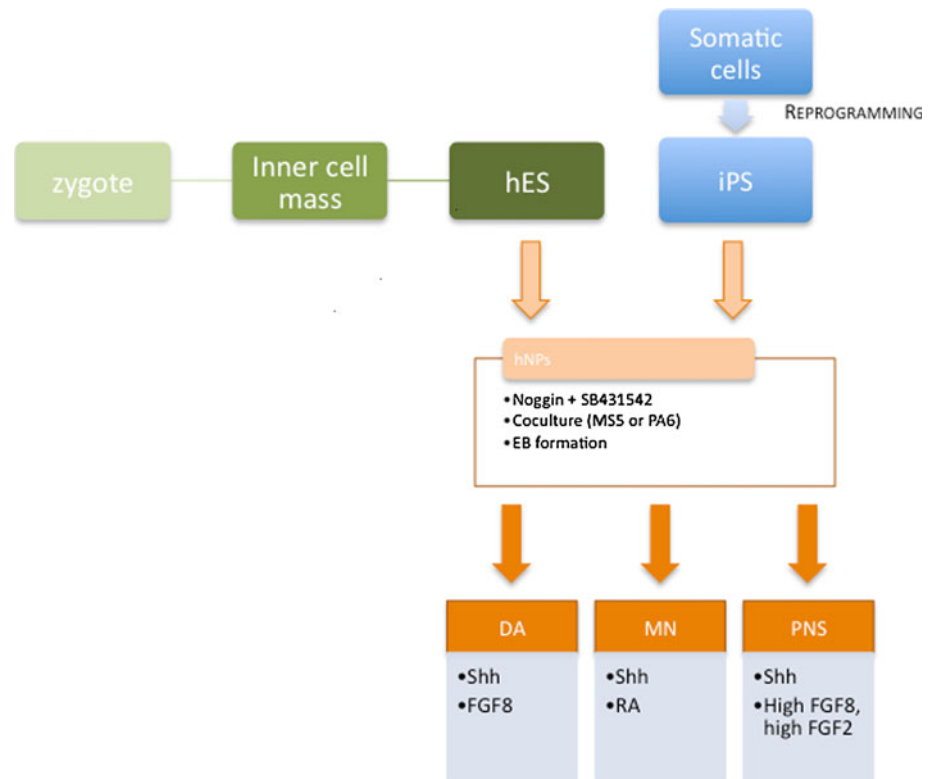 Somatic
cells
REPROGRAMMING
zygote
Inner cell
mass
hES
iPS
hNPs
•Noggin + SB431542
•Coculture (MS5 or PA6)
•EB formation
DA
•Shh
•FGF8
MN
•Shh
•RA
PNS
•Shh
•High FGF8,
high FGF2